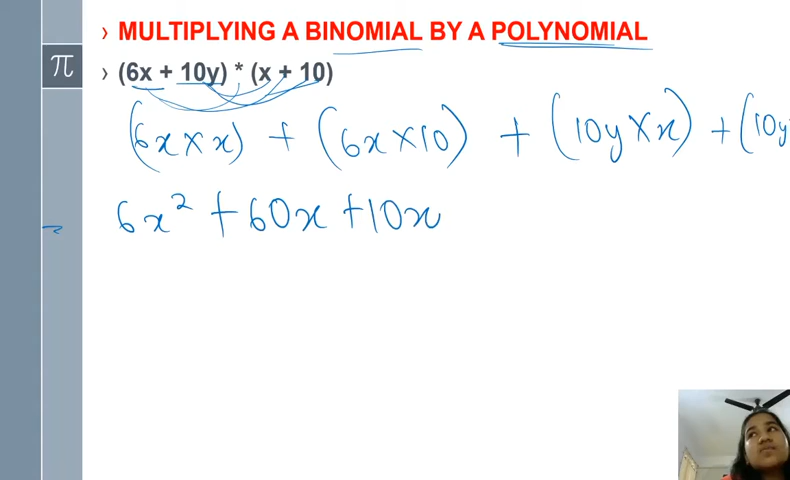 › MULTIPLYING A BINOMIAL BY A POLYNOMIAL
π
› (6x + 10y) * (x + 10)
(6x × x) + (6x × 10) + (10y × x) + (10y
6x² + 60x + 10x